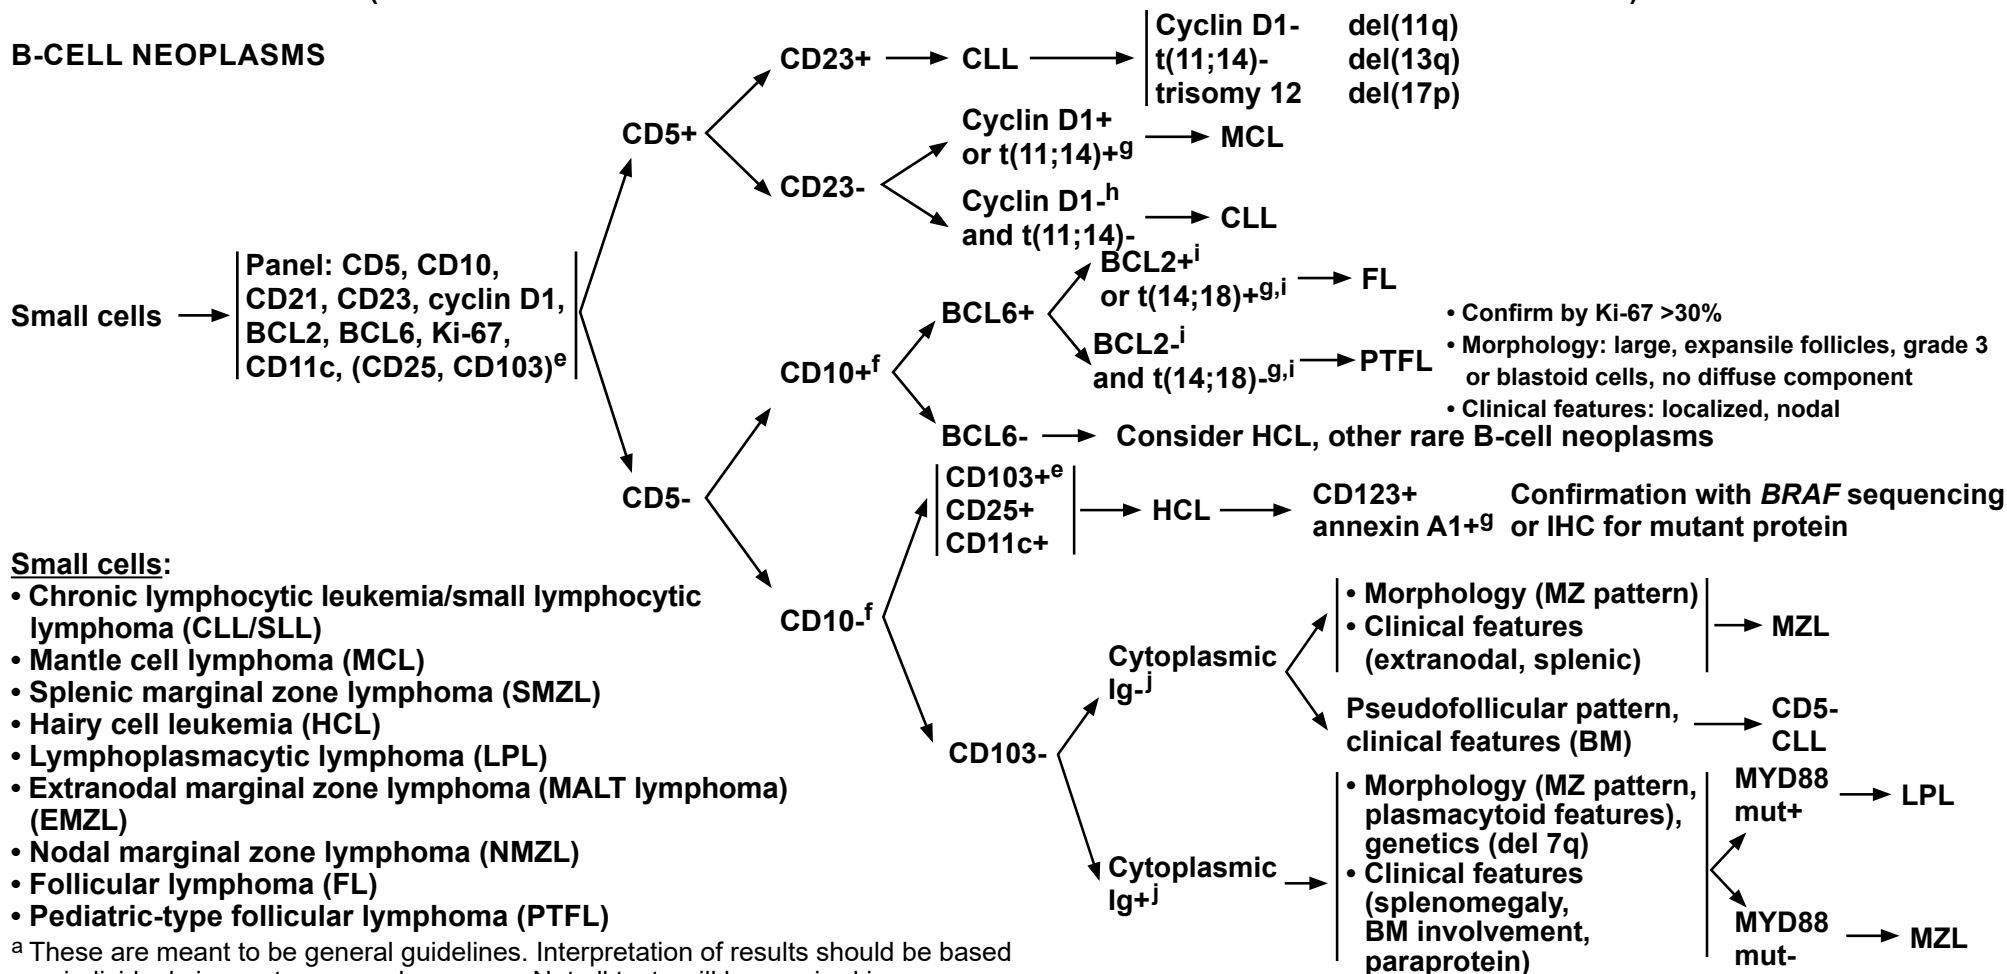 B-CELL NEOPLASMS
CD23+
CLL
Cyclin D1- del(11q)
t(11;14)- del(13q)
trisomy 12 del(17p)
CD5+
Cyclin D1+
or t(11;14)+g
MCL
CD23-
Cyclin D1-h
and t(11;14)-
CLL
Small cells
Panel: CD5, CD10,
CD21, CD23, cyclin D1,
BCL2, BCL6, Ki-67,
CD11c, (CD25, CD103)e
BCL6+
BCL2+i
or t(14;18)+g,i
FL
CD10+f
BCL2-i
and t(14;18)-g,i
PTFL
• Confirm by Ki-67 >30%
• Morphology: large, expansile follicles, grade 3
or blastoid cells, no diffuse component
• Clinical features: localized, nodal
BCL6-
Consider HCL, other rare B-cell neoplasms
CD5-
CD103+e
CD25+
CD11c+
HCL
CD123+
annexin A1+g
Confirmation with BRAF sequencing
or IHC for mutant protein
CD10-f
CD103-
Cytoplasmic
Ig-j
• Morphology (MZ pattern)
• Clinical features
(extranodal, splenic)
MZL
Pseudofollicular pattern,
clinical features (BM)
CD5-
CLL
Cytoplasmic
Ig+j
• Morphology (MZ pattern,
plasmacytoid features),
genetics (del 7q)
• Clinical features
(splenomegaly,
BM involvement,
paraprotein)
MYD88
mut+
LPL
MYD88
mut-
MZL
Small cells:
• Chronic lymphocytic leukemia/small lymphocytic
lymphoma (CLL/SLL)
• Mantle cell lymphoma (MCL)
• Splenic marginal zone lymphoma (SMZL)
• Hairy cell leukemia (HCL)
• Lymphoplasmacytic lymphoma (LPL)
• Extranodal marginal zone lymphoma (MALT lymphoma)
(EMZL)
• Nodal marginal zone lymphoma (NMZL)
• Follicular lymphoma (FL)
• Pediatric-type follicular lymphoma (PTFL)
a These are meant to be general guidelines. Interpretation of results should be based